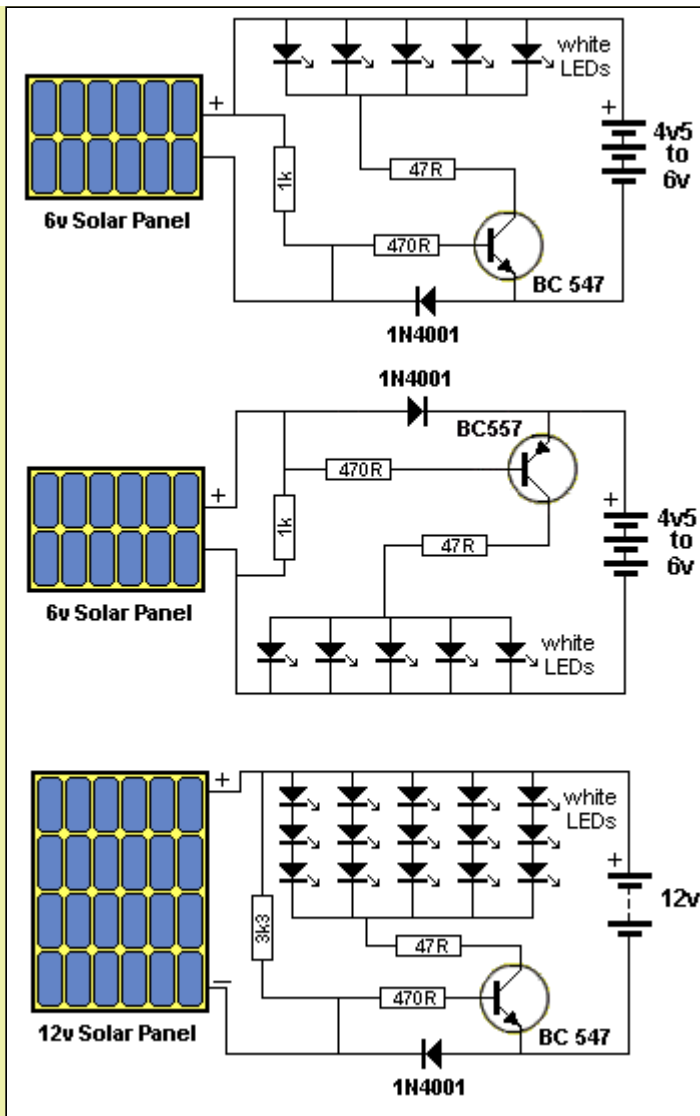 white
LEDs
+
+
4v5
to
6v
1k
47R
470R
6v Solar Panel
BC 547
1N4001
1N4001
BC557
+
470R
+
1k
47R
4v5
to
6v
6v Solar Panel
white
LEDs
+
white
LEDs
+
12v
3k3
47R
−
470R
12v Solar Panel
BC 547
1N4001